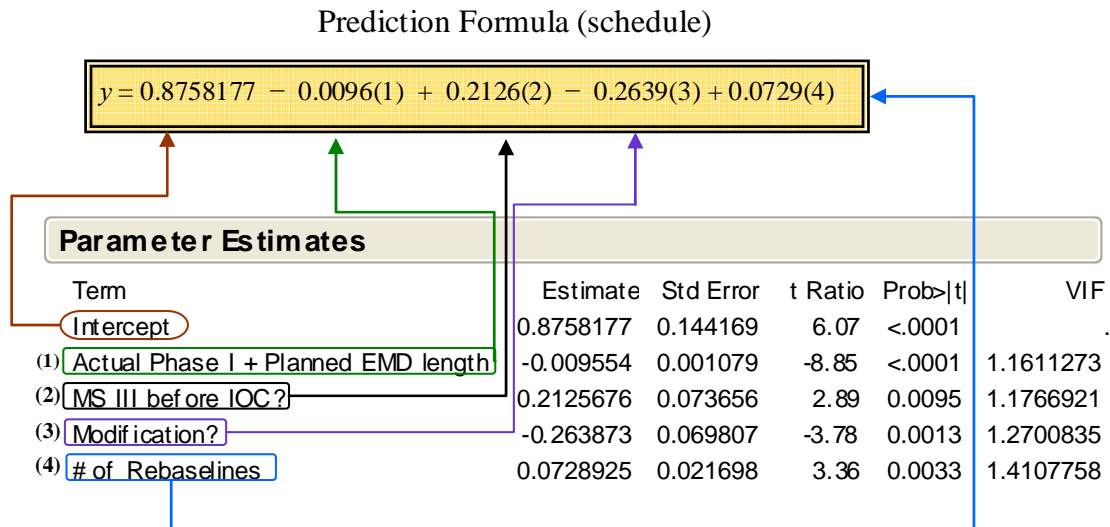 Prediction Formula (schedule)
y = 0.8758177 − 0.0096(1) + 0.2126(2) − 0.2639(3) + 0.0729(4)
Parameter Estimates
Term Estimate Std Error t Ratio Prob>|t| VIF
Intercept 0.8758177 0.144169 6.07 <.0001 .
(1) Actual Phase I + Planned EMD length -0.009554 0.001079 -8.85 <.0001 1.1611273
(2) MS III before IOC? 0.2125676 0.073656 2.89 0.0095 1.1766921
(3) Modification? -0.263873 0.069807 -3.78 0.0013 1.2700835
(4) # of Rebaselines 0.0728925 0.021698 3.36 0.0033 1.4107758